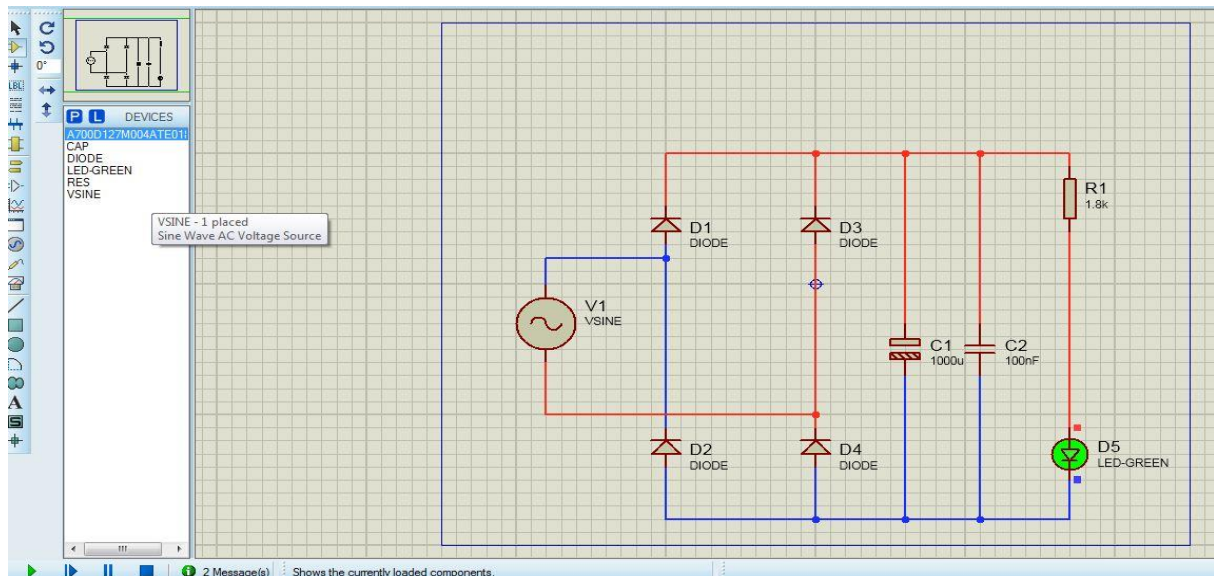 0°
LBL
P L DEVICES
A700D127M004ATE018
CAP
DIODE
LED-GREEN
RES
VSINE
VSINE - 1 placed
Sine Wave AC Voltage Source
A
S
V1
VSINE
D1
DIODE
D3
DIODE
D2
DIODE
D4
DIODE
C1
1000u
C2
100nF
R1
1.8k
D5
LED-GREEN
2 Message(s)
Shows the currently loaded components.